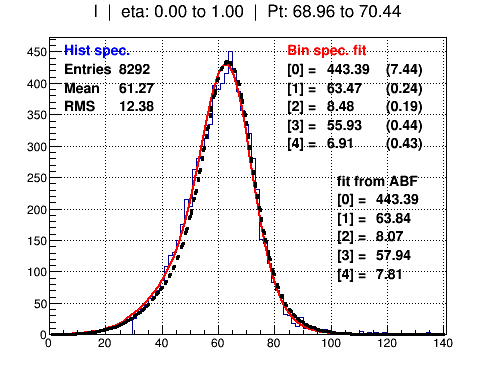 I | eta: 0.00 to 1.00 | Pt: 68.96 to 70.44
Hist spec.
Entries 8292
Mean 61.27
RMS 12.38
Bin spec. fit
[0] = 443.39 (7.44)
[1] = 63.47 (0.24)
[2] = 8.48 (0.19)
[3] = 55.93 (0.44)
[4] = 6.91 (0.43)
fit from ABF
[0] = 443.39
[1] = 63.84
[2] = 8.07
[3] = 57.94
[4] = 7.81
450
400
350
300
250
200
150
100
50
0
0 20 40 60 80 100 120 140